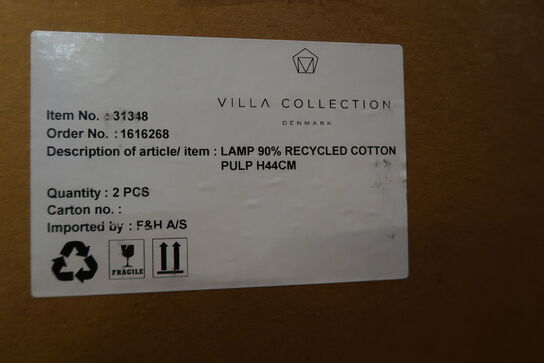 VILLA COLLECTION
DENMARK
Item No. : 31348
Order No. : 1616268
Description of article/ item : LAMP 90% RECYCLED COTTON
PULP H44CM
Quantity : 2 PCS
Carton no. :
Imported by : F&H A/S
FRAGILE